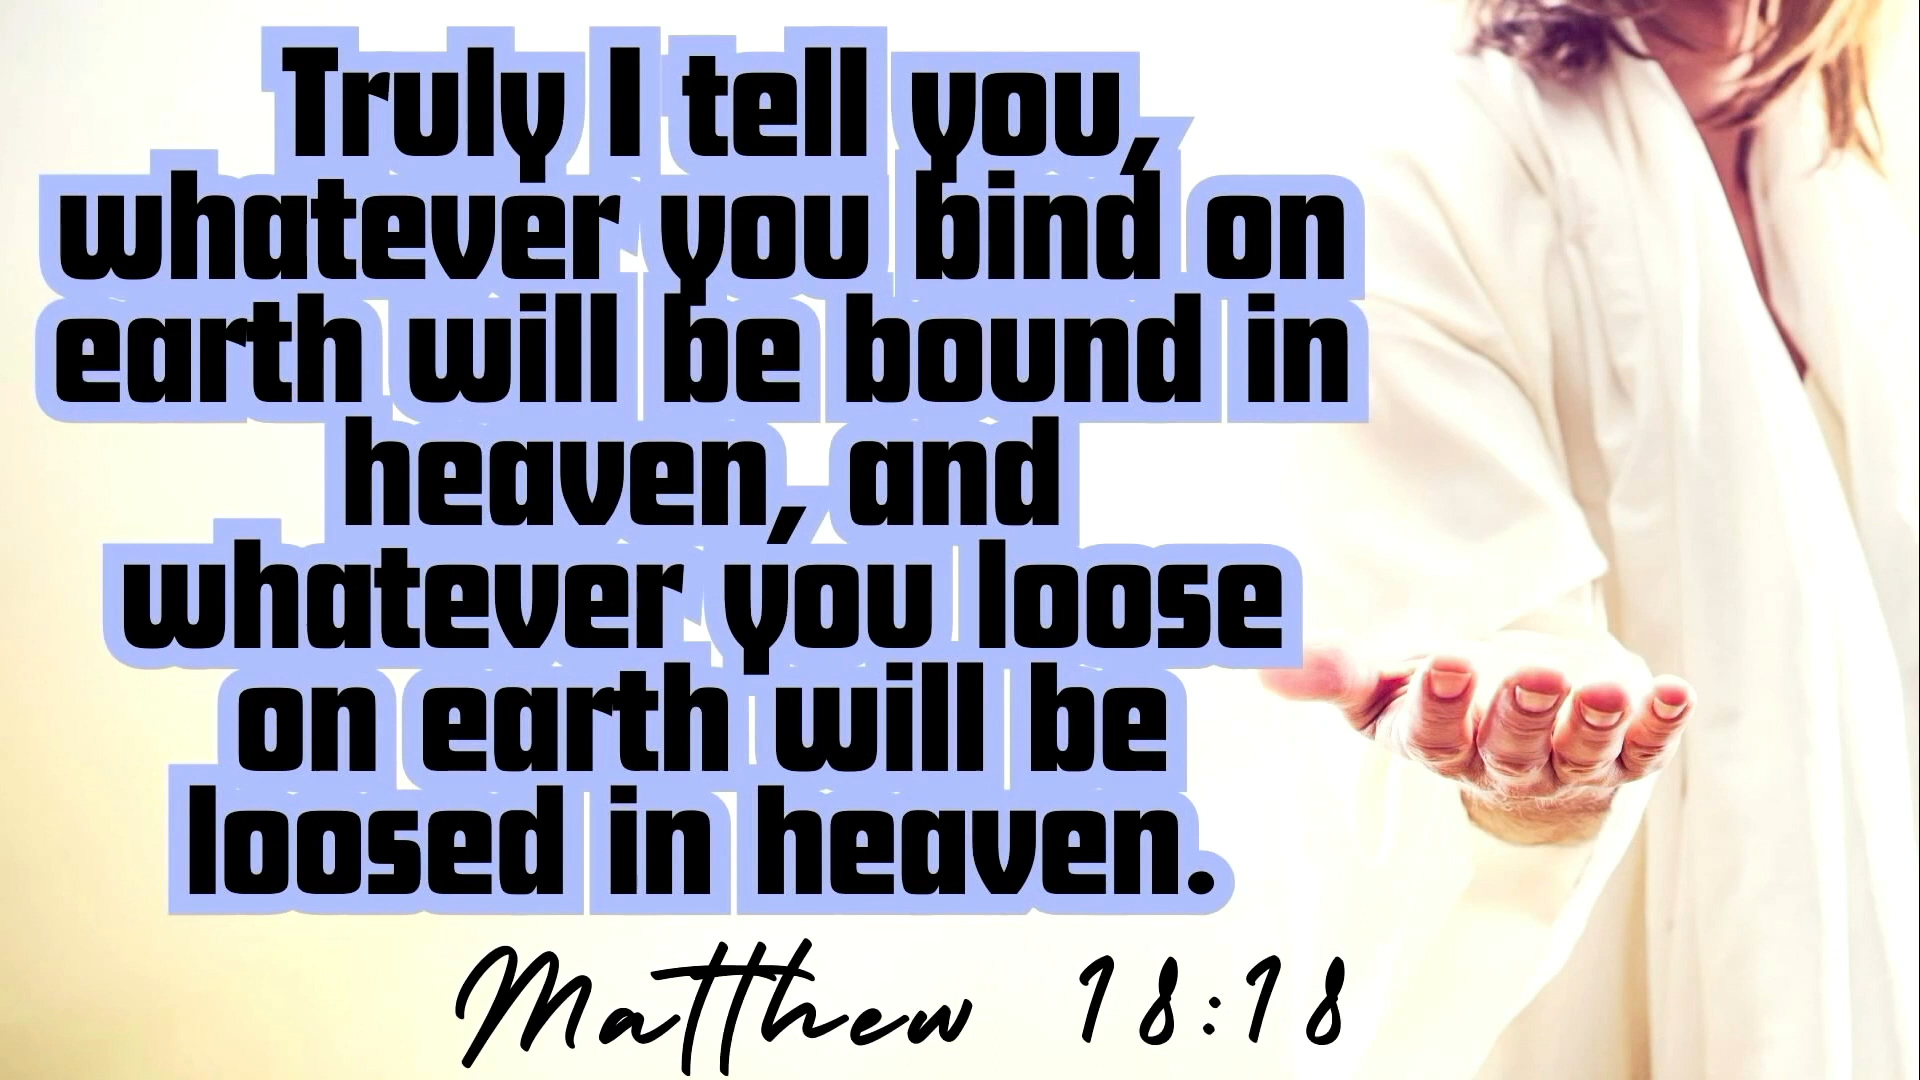 Truly I tell you,
whatever you bind on
earth will be bound in
heaven, and
whatever you loose
on earth will be
loosed in heaven.
Matthew 18:18